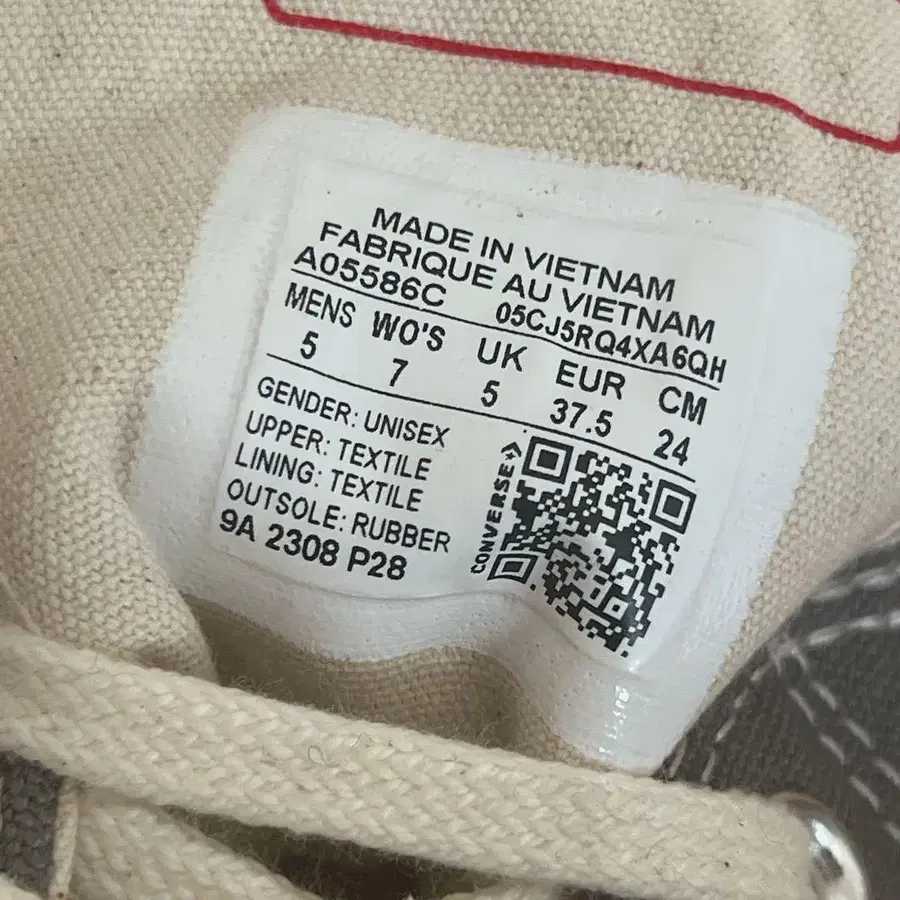 MADE IN VIETNAM
FABRIQUE AU VIETNAM
A05586C 05CJ5RQ4XA6QH
MENS WO'S UK EUR CM
5 7 5 37.5 24
GENDER: UNISEX
UPPER: TEXTILE
LINING: TEXTILE
OUTSOLE: RUBBER
9A 2308 P28
CONVERSE